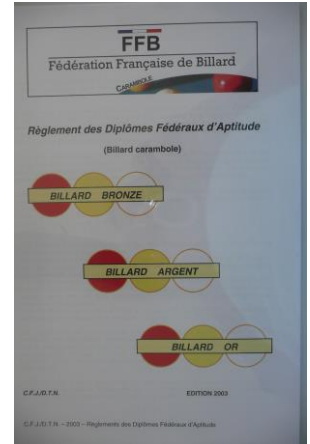 FFB
Fédération Française de Billard
CARAMBOLE
Règlement des Diplômes Fédéraux d'Aptitude
(Billard carambole)
BILLARD BRONZE
BILLARD ARGENT
BILLARD OR
C.F.J./D.T.N. EDITION 2003
C.F.J./D.T.N. – 2003 – Règlements des Diplômes Fédéraux d'Aptitude